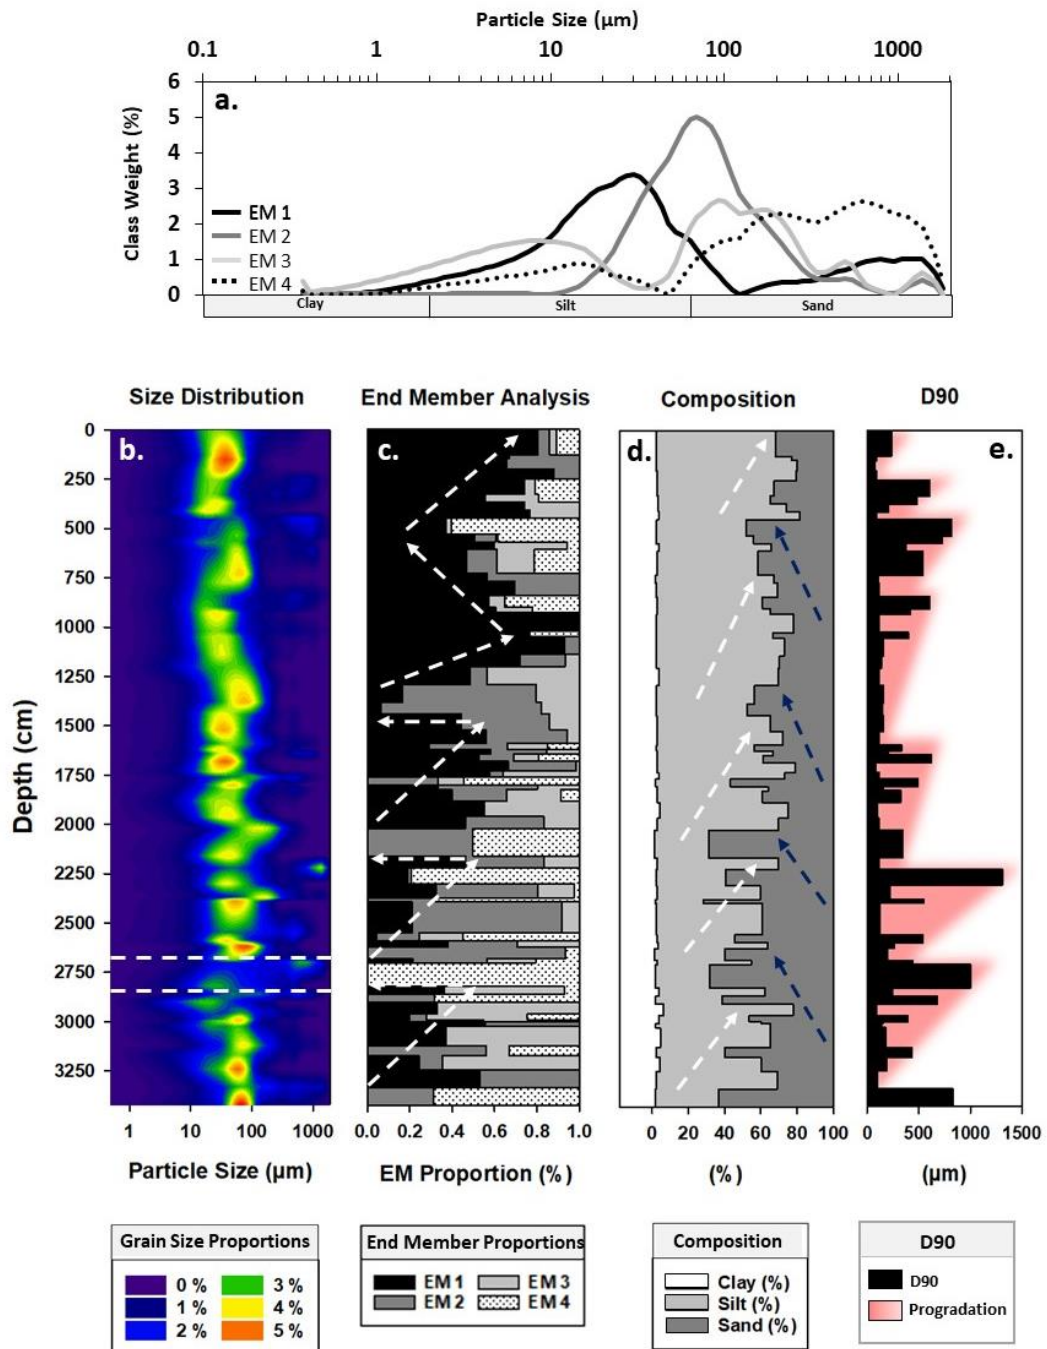 Particle Size (µm)
0.1 1 10 100 1000
a.
Class Weight (%)
6
5
4
3
2
1
0
EM 1
EM 2
EM 3
EM 4
Clay Silt Sand
Size Distribution End Member Analysis Composition D90
b. c. d. e.
Depth (cm)
0
250
500
750
1000
1250
1500
1750
2000
2250
2500
2750
3000
3250
1 10 100 1000 0.0 0.2 0.4 0.6 0.8 1.0 0 20 40 60 80 100 0 500 1000 1500
Particle Size (µm) EM Proportion (%) (%) (µm)
Grain Size Proportions
0 % 3 %
1 % 4 %
2 % 5 %
End Member Proportions
EM 1 EM 3
EM 2 EM 4
Composition
Clay (%)
Silt (%)
Sand (%)
D90
D90
Progradation